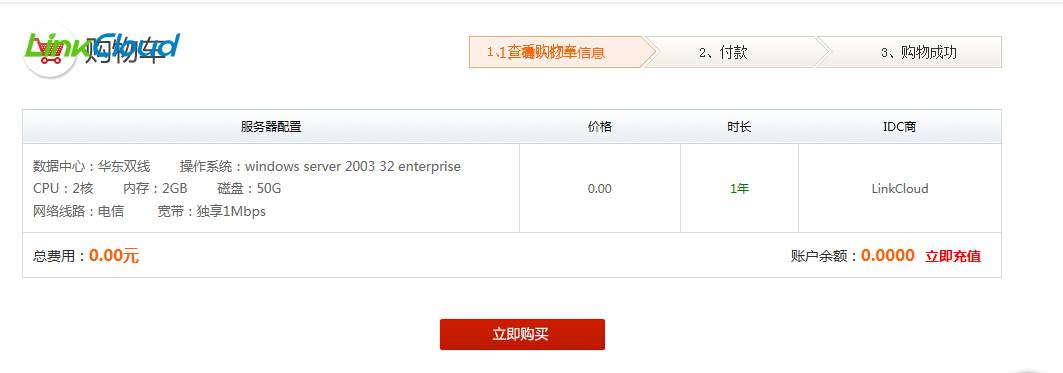 LinkCloud
购物车
1、查看购物车
1、确认订单信息
2、付款
3、购物成功
服务器配置 价格 时长 IDC商
数据中心：华东双线 操作系统：windows server 2003 32 enterprise
CPU：2核 内存：2GB 磁盘：50G
网络线路：电信 宽带：独享1Mbps
0.00 1年 LinkCloud
总费用：0.00元 账户余额：0.0000 立即充值
立即购买